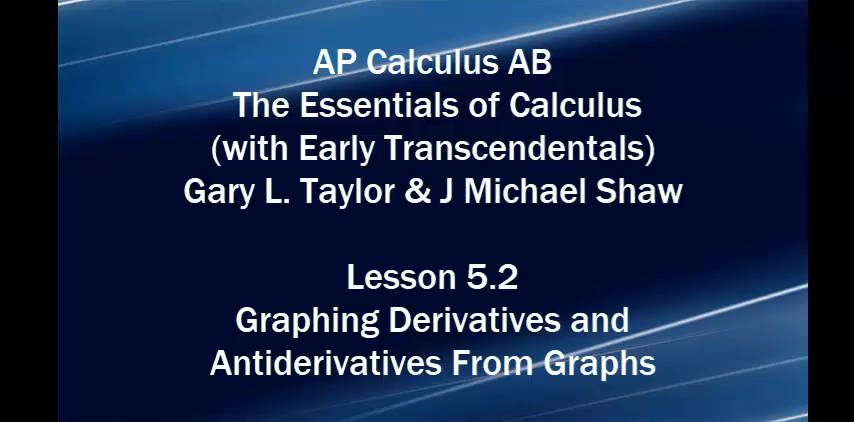 AP Calculus AB
The Essentials of Calculus
(with Early Transcendentals)
Gary L. Taylor & J Michael Shaw
Lesson 5.2
Graphing Derivatives and
Antiderivatives From Graphs